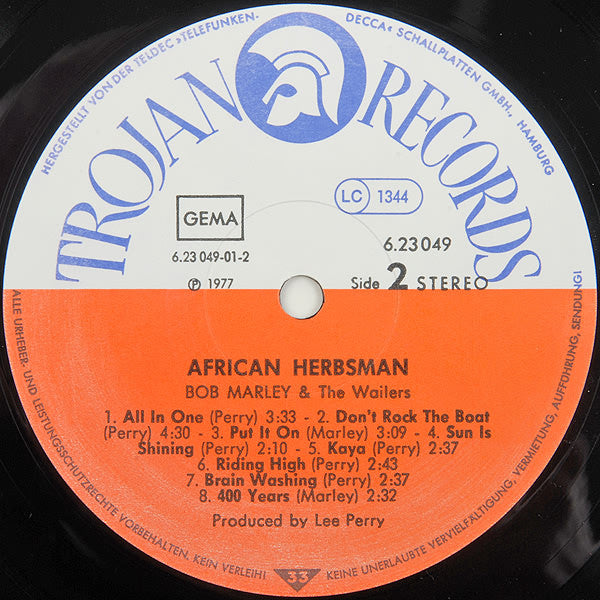 HERGESTELLT VON DER TELDEC »TELEFUNKEN-
DECCA« SCHALLPLATTEN GMBH., HAMBURG
TROJAN RECORDS
GEMA
LC 1344
6.23 049-01-2
6.23049
℗ 1977
Side 2 STEREO
AFRICAN HERBSMAN
BOB MARLEY & The Wailers
1. All In One (Perry) 3:33 - 2. Don't Rock The Boat
(Perry) 4:30 - 3. Put It On (Marley) 3:09 - 4. Sun Is
Shining (Perry) 2:10 - 5. Kaya (Perry) 2:37
6. Riding High (Perry) 2:43
7. Brain Washing (Perry) 2:37
8. 400 Years (Marley) 2:32
Produced by Lee Perry
ALLE URHEBER- UND LEISTUNGSSCHUTZRECHTE VORBEHALTEN. KEIN VERLEIH!
33
KEINE UNERLAUBTE VERVIELFÄLTIGUNG, VERMIETUNG, AUFFÜHRUNG, SENDUNG!